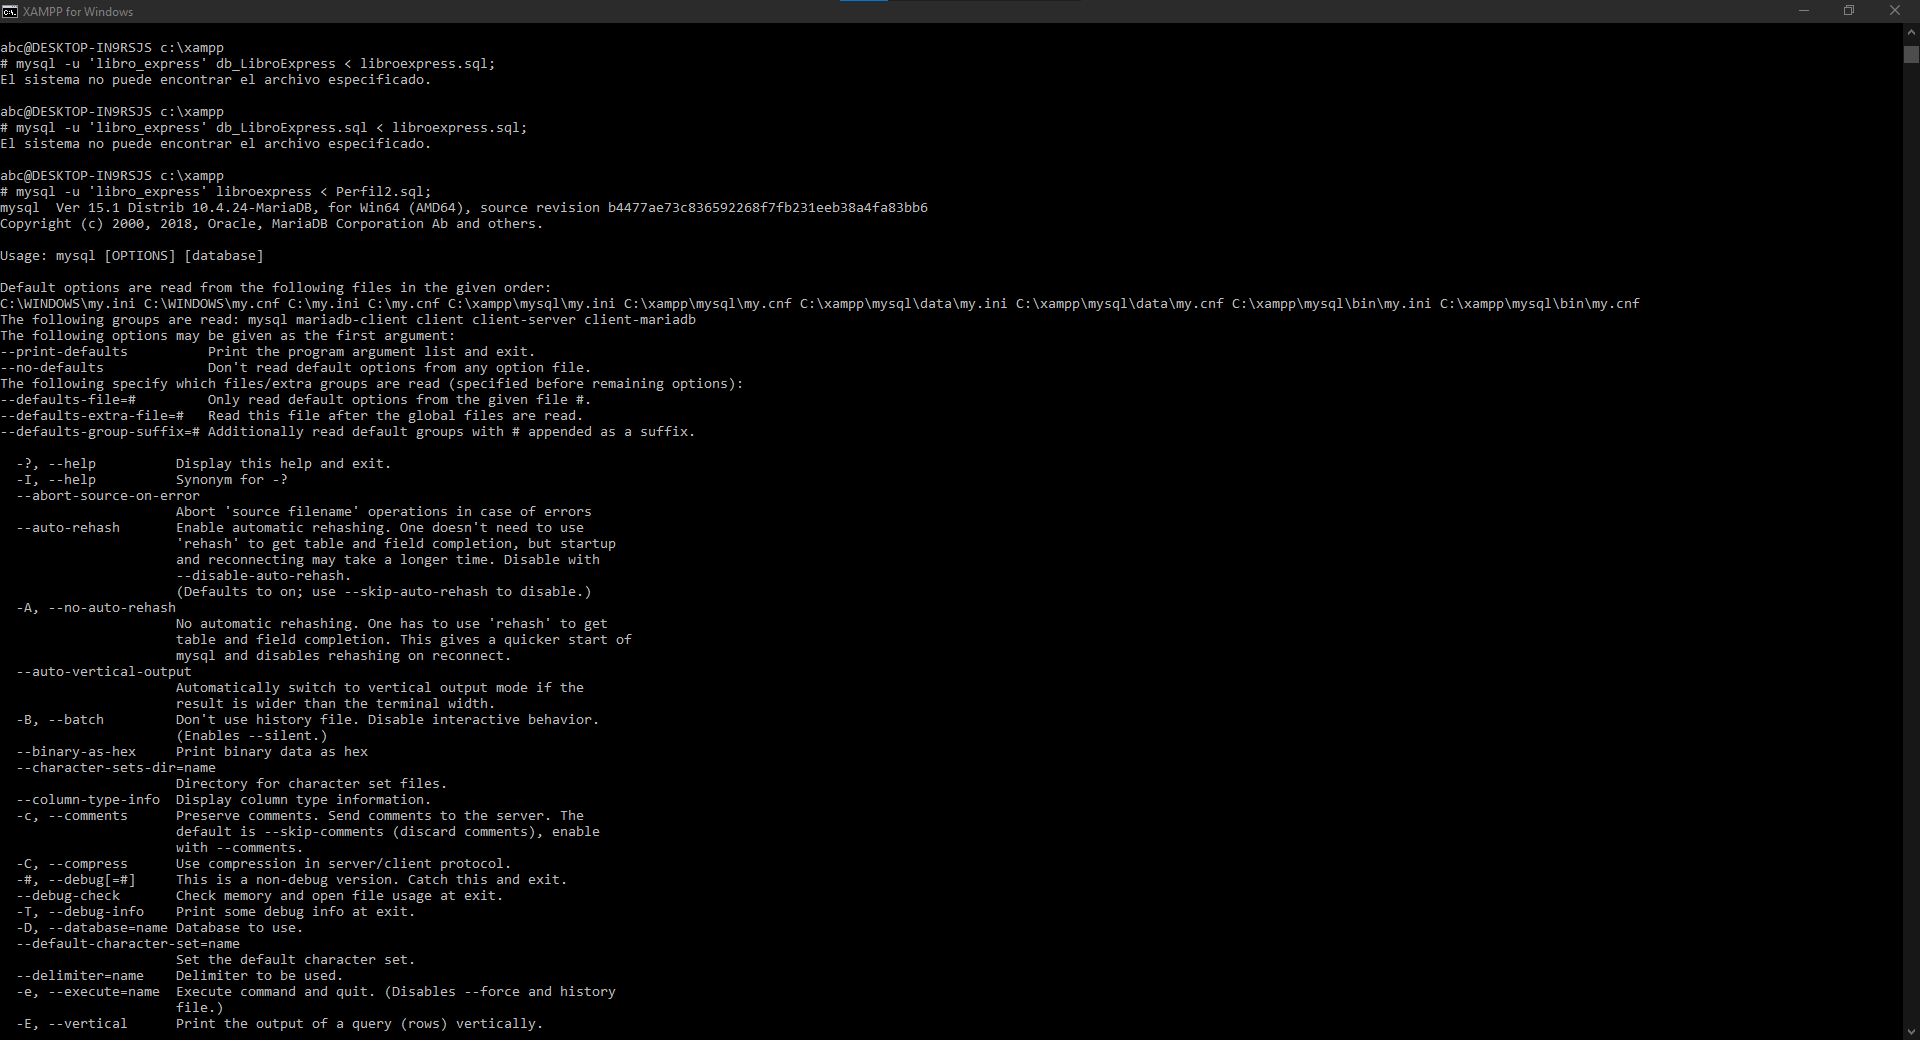 XAMPP for Windows
abc@DESKTOP-IN9RSJS c:\xampp
# mysql -u 'libro_express' db_LibroExpress < libroexpress.sql;
El sistema no puede encontrar el archivo especificado.
abc@DESKTOP-IN9RSJS c:\xampp
# mysql -u 'libro_express' db_LibroExpress.sql < libroexpress.sql;
El sistema no puede encontrar el archivo especificado.
abc@DESKTOP-IN9RSJS c:\xampp
# mysql -u 'libro_express' libroexpress < Perfil2.sql;
mysql  Ver 15.1 Distrib 10.4.24-MariaDB, for Win64 (AMD64), source revision b4477ae73c836592268f7fb231eeb38a4fa83bb6
Copyright (c) 2000, 2018, Oracle, MariaDB Corporation Ab and others.
Usage: mysql [OPTIONS] [database]
Default options are read from the following files in the given order:
C:\WINDOWS\my.ini C:\WINDOWS\my.cnf C:\my.ini C:\my.cnf C:\xampp\mysql\my.ini C:\xampp\mysql\my.cnf C:\xampp\mysql\data\my.ini C:\xampp\mysql\data\my.cnf C:\xampp\mysql\bin\my.ini C:\xampp\mysql\bin\my.cnf
The following groups are read: mysql mariadb-client client client-server client-mariadb
The following options may be given as the first argument:
--print-defaults          Print the program argument list and exit.
--no-defaults             Don't read default options from any option file.
The following specify which files/extra groups are read (specified before remaining options):
--defaults-file=#         Only read default options from the given file #.
--defaults-extra-file=#   Read this file after the global files are read.
--defaults-group-suffix=# Additionally read default groups with # appended as a suffix.
-?, --help          Display this help and exit.
-I, --help          Synonym for -?
--abort-source-on-error
Abort 'source filename' operations in case of errors
--auto-rehash       Enable automatic rehashing. One doesn't need to use
'rehash' to get table and field completion, but startup
and reconnecting may take a longer time. Disable with
--disable-auto-rehash.
(Defaults to on; use --skip-auto-rehash to disable.)
-A, --no-auto-rehash
No automatic rehashing. One has to use 'rehash' to get
table and field completion. This gives a quicker start of
mysql and disables rehashing on reconnect.
--auto-vertical-output
Automatically switch to vertical output mode if the
result is wider than the terminal width.
-B, --batch         Don't use history file. Disable interactive behavior.
(Enables --silent.)
--binary-as-hex     Print binary data as hex
--character-sets-dir=name
Directory for character set files.
--column-type-info  Display column type information.
-c, --comments      Preserve comments. Send comments to the server. The
default is --skip-comments (discard comments), enable
with --comments.
-C, --compress      Use compression in server/client protocol.
-#, --debug[=#]     This is a non-debug version. Catch this and exit.
--debug-check       Check memory and open file usage at exit.
-T, --debug-info    Print some debug info at exit.
-D, --database=name Database to use.
--default-character-set=name
Set the default character set.
--delimiter=name    Delimiter to be used.
-e, --execute=name  Execute command and quit. (Disables --force and history
file.)
-E, --vertical      Print the output of a query (rows) vertically.